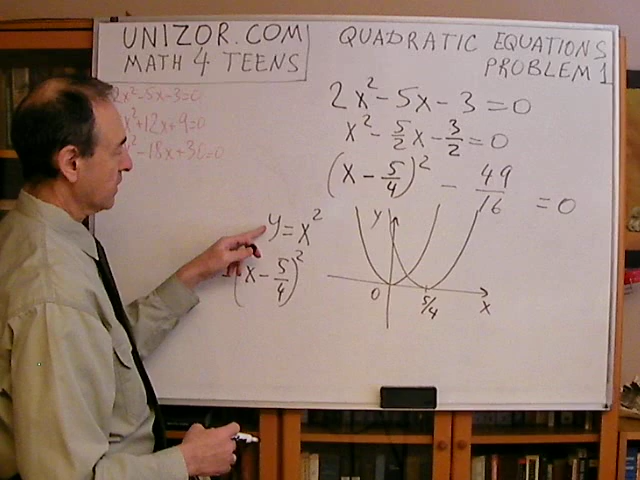 UNIZOR.COM
MATH 4 TEENS
QUADRATIC EQUATIONS
PROBLEM 1
2x²-5x-3=0
x²+12x+9=0
x²-18x+30=0
2x²-5x-3=0
x²-5/2x-3/2=0
(x-5/4)²-49/16=0
y=x²
(x-5/4)²
y
0
5/4
x